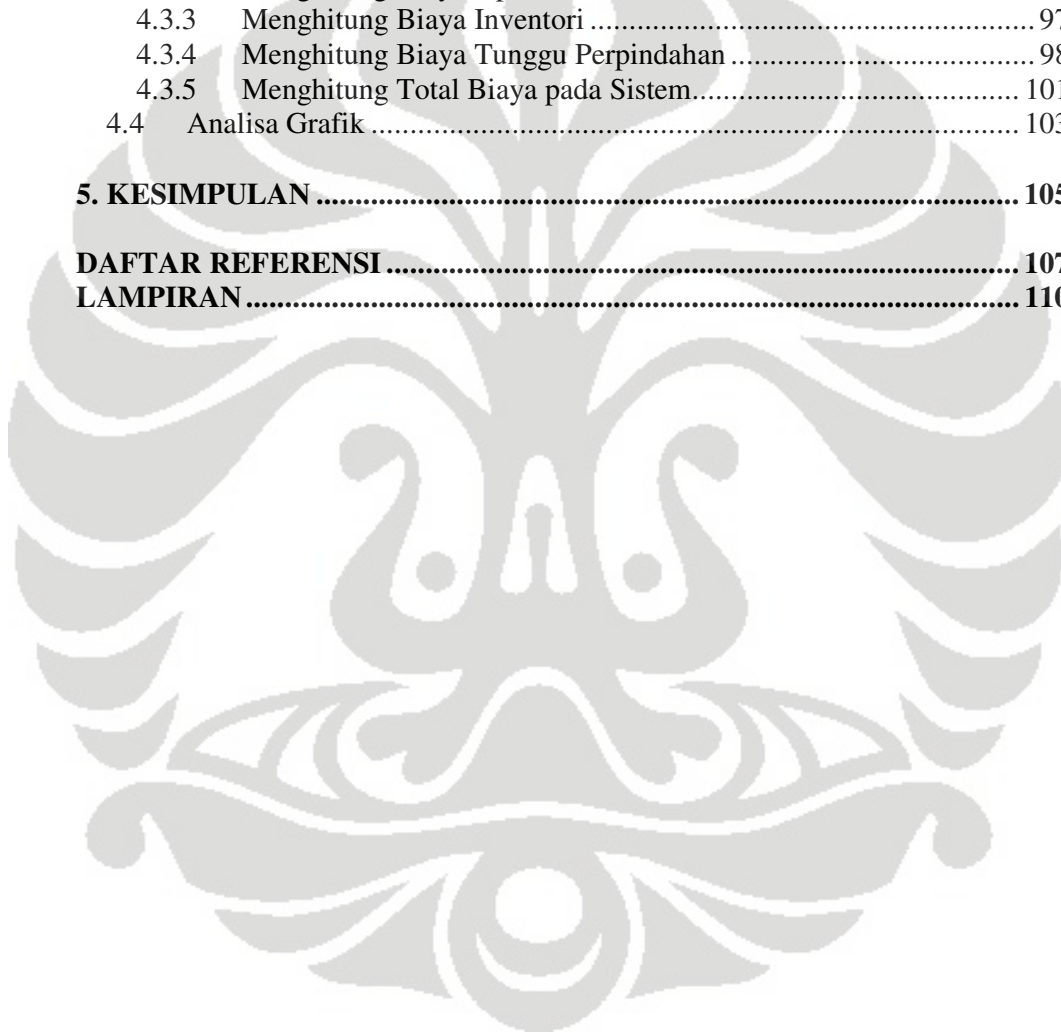 4.3.3 Menghitung Biaya Inventori ........................................................ 97
4.3.4 Menghitung Biaya Tunggu Perpindahan ..................................... 98
4.3.5 Menghitung Total Biaya pada Sistem.......................................... 101
4.4 Analisa Grafik ..................................................................................... 103
5. KESIMPULAN ............................................................................................ 105
DAFTAR REFERENSI ................................................................................... 107
LAMPIRAN ..................................................................................................... 110